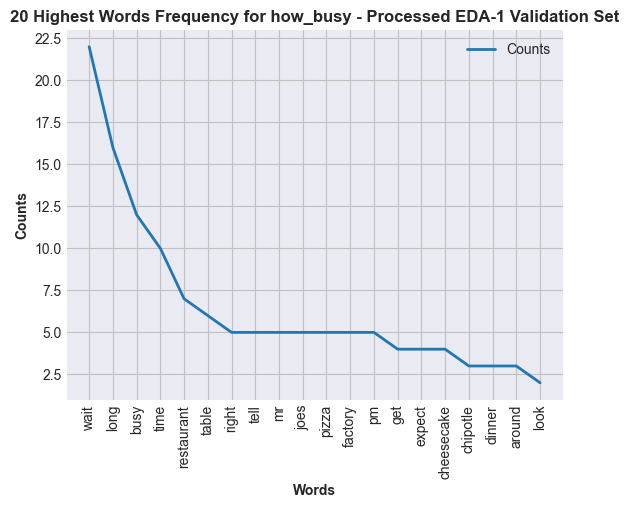 20 Highest Words Frequency for how_busy - Processed EDA-1 Validation Set
Counts
22.5
20.0
17.5
15.0
12.5
10.0
7.5
5.0
2.5
Counts
wait
long
busy
time
restaurant
table
right
tell
mr
joes
pizza
factory
pm
get
expect
cheesecake
chipotle
dinner
around
look
Words